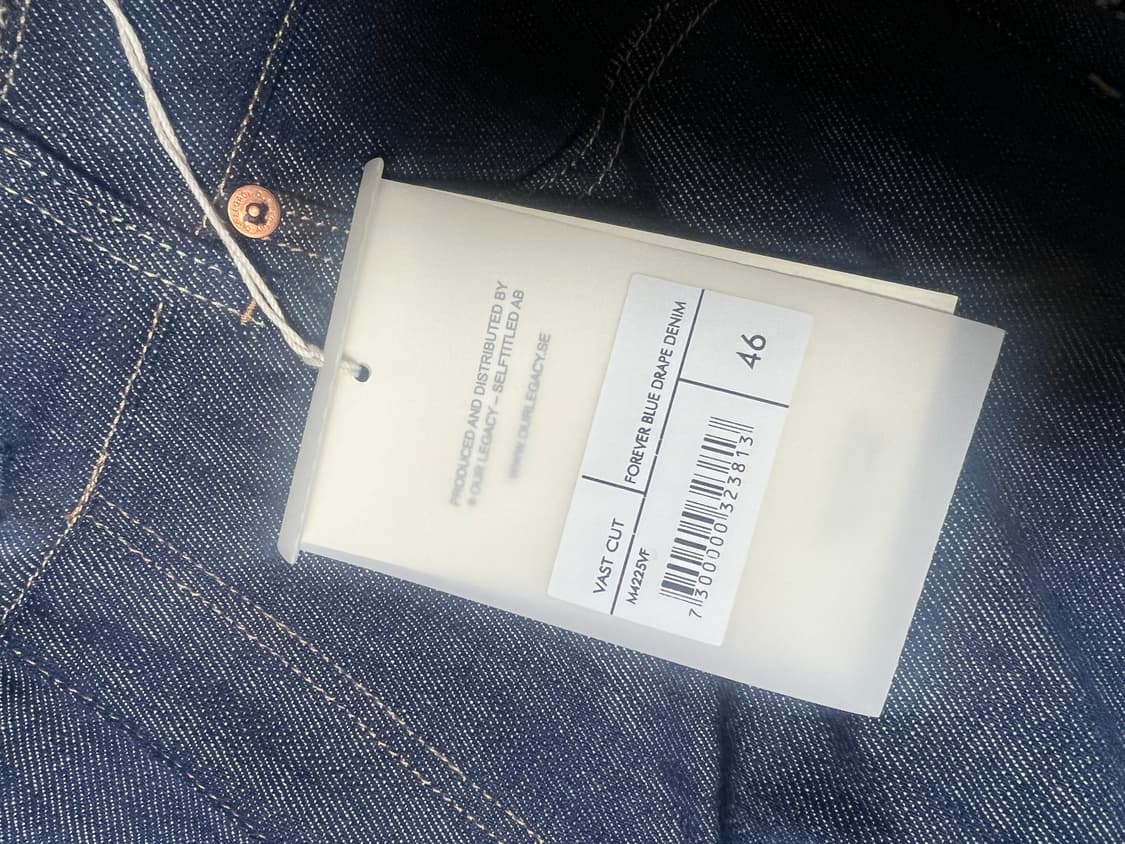 PRODUCED AND DISTRIBUTED BY
® OUR LEGACY – SELFTITLED AB
WWW.OURLEGACY.SE
VAST CUT
M4225VF
FOREVER BLUE DRAPE DENIM
46
7300000323813